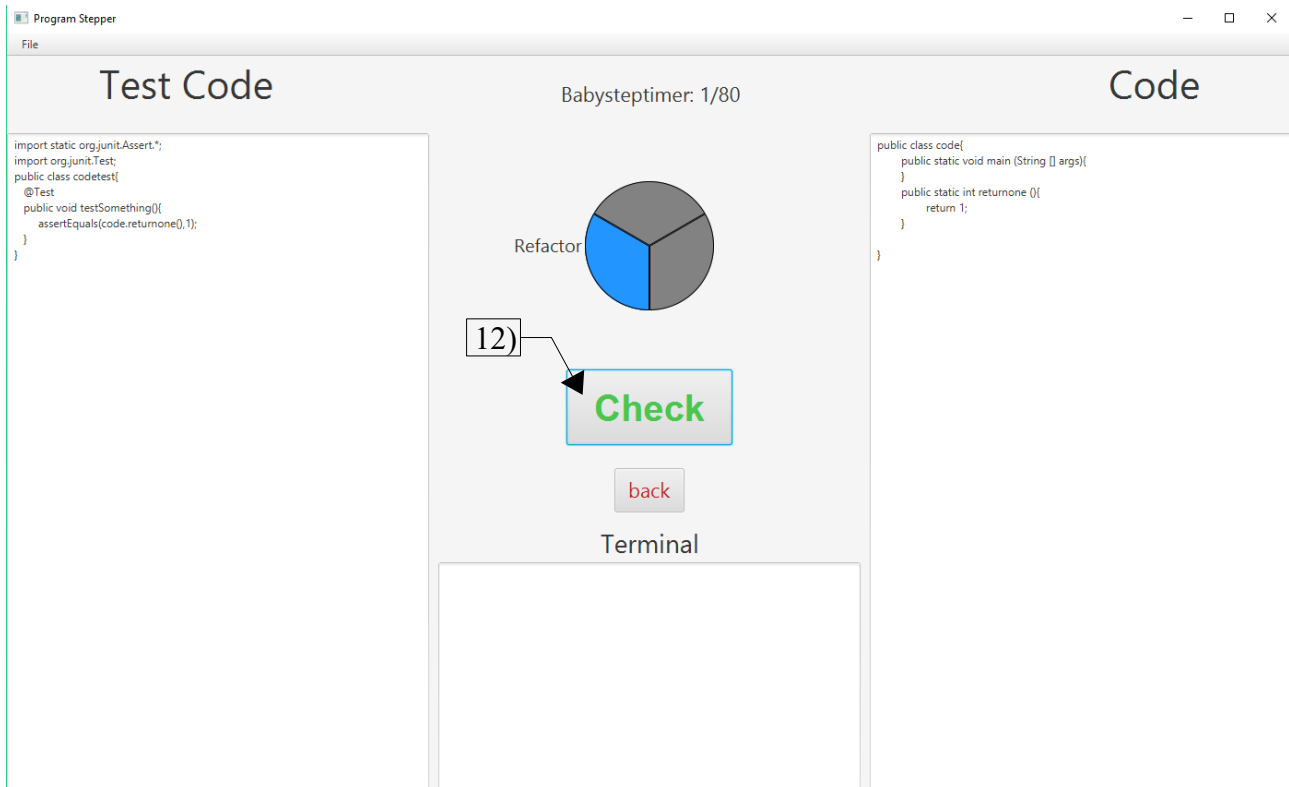 Program Stepper
File
Test Code
Babysteptimer: 1/80
Code
import static org.junit.Assert.*;
import org.junit.Test;
public class codetest{
@Test
public void testSomething(){
assertEquals(code.returnone(),1);
}
}
Refactor
12)
Check
back
Terminal
public class code{
public static void main (String [] args){
}
public static int returnone (){
return 1;
}
}